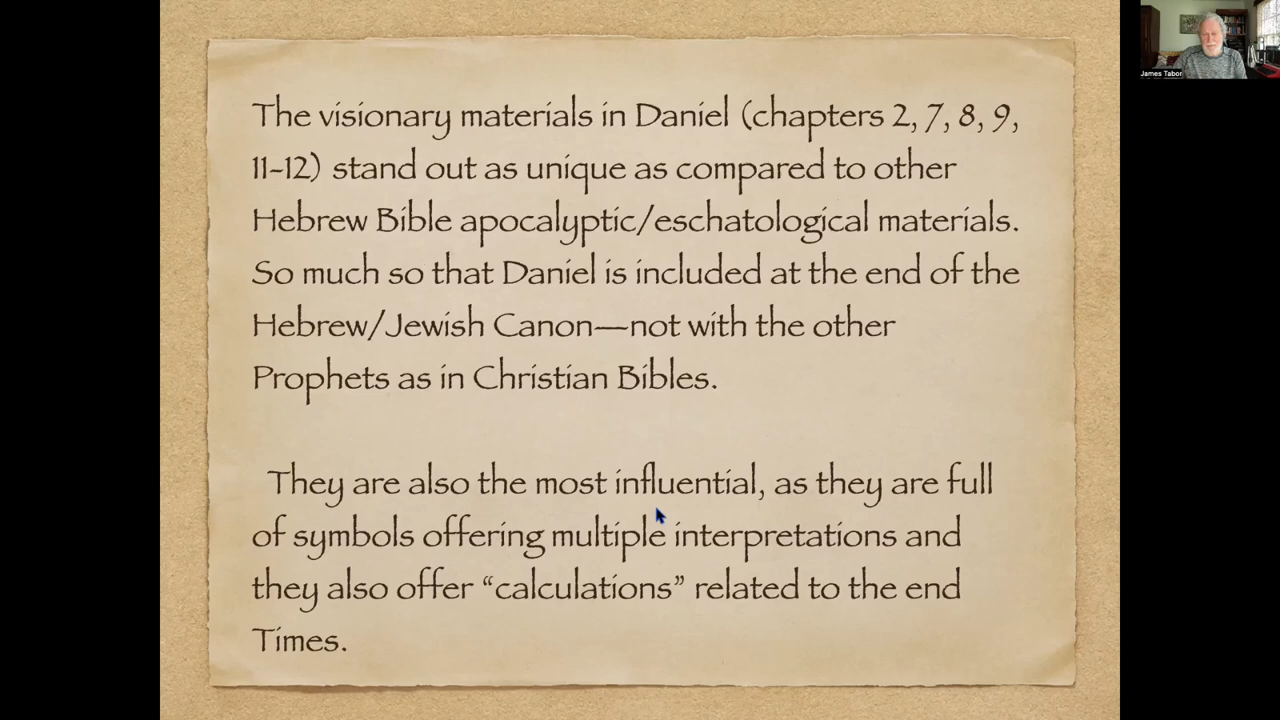 The visionary materials in Daniel (chapters 2, 7, 8, 9,
11-12) stand out as unique as compared to other
Hebrew Bible apocalyptic/eschatological materials.
So much so that Daniel is included at the end of the
Hebrew/Jewish Canon—not with the other
Prophets as in Christian Bibles.
They are also the most influential, as they are full
of symbols offering multiple interpretations and
they also offer “calculations” related to the end
Times.
James Tabor